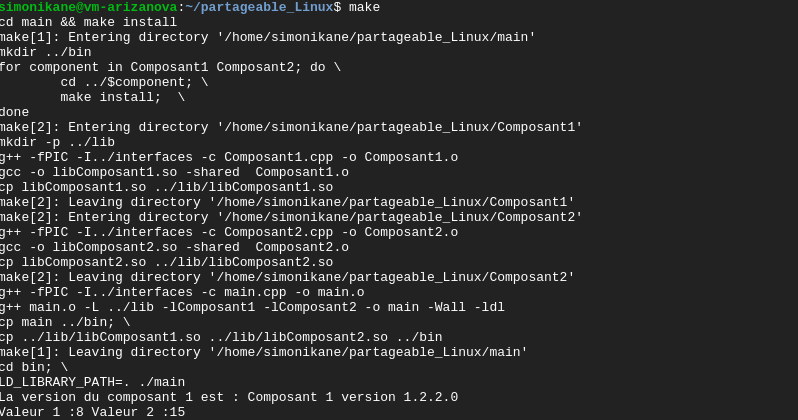 simonikane@vm-arizanova:~/partageable_Linux$ make
cd main && make install
make[1]: Entering directory '/home/simonikane/partageable_Linux/main'
mkdir ../bin
for component in Composant1 Composant2; do \
        cd ../$component; \
        make install;  \
done
make[2]: Entering directory '/home/simonikane/partageable_Linux/Composant1'
mkdir -p ../lib
g++ -fPIC -I../interfaces -c Composant1.cpp -o Composant1.o
gcc -o libComposant1.so -shared  Composant1.o
cp libComposant1.so ../lib/libComposant1.so
make[2]: Leaving directory '/home/simonikane/partageable_Linux/Composant1'
make[2]: Entering directory '/home/simonikane/partageable_Linux/Composant2'
g++ -fPIC -I../interfaces -c Composant2.cpp -o Composant2.o
gcc -o libComposant2.so -shared  Composant2.o
cp libComposant2.so ../lib/libComposant2.so
make[2]: Leaving directory '/home/simonikane/partageable_Linux/Composant2'
g++ -fPIC -I../interfaces -c main.cpp -o main.o
g++ main.o -L ../lib -lComposant1 -lComposant2 -o main -Wall -ldl
cp main ../bin; \
cp ../lib/libComposant1.so ../lib/libComposant2.so ../bin
make[1]: Leaving directory '/home/simonikane/partageable_Linux/main'
cd bin; \
LD_LIBRARY_PATH=. ./main
La version du composant 1 est : Composant 1 version 1.2.2.0
Valeur 1 :8 Valeur 2 :15